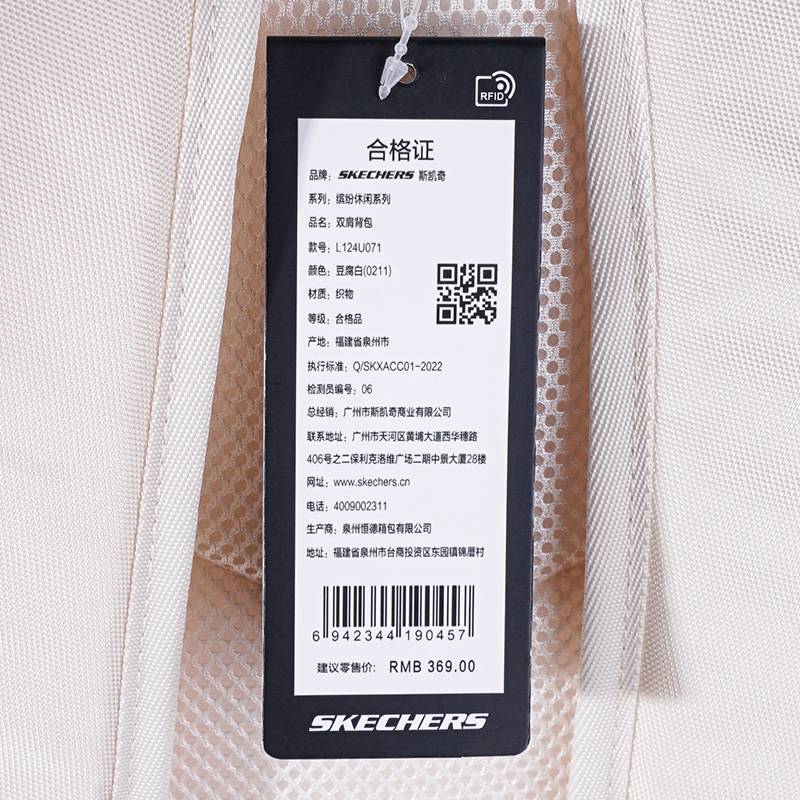 RFID
合格证
品牌: SKECHERS 斯凯奇
系列: 缤纷休闲系列
品名: 双肩背包
款号: L124U071
颜色: 豆腐白(0211)
材质: 织物
等级: 合格品
产地: 福建省泉州市
执行标准: Q/SKXACC01-2022
检测员编号: 06
总经销: 广州市斯凯奇商业有限公司
联系地址: 广州市天河区黄埔大道西华穗路
406号之二保利克洛维广场二期中景大厦28楼
网址: www.skechers.cn
电话: 4009002311
生产商: 泉州恒德箱包有限公司
地址: 福建省泉州市台商投资区东园镇锦厝村
6 942344 190457
建议零售价: RMB 369.00
SKECHERS